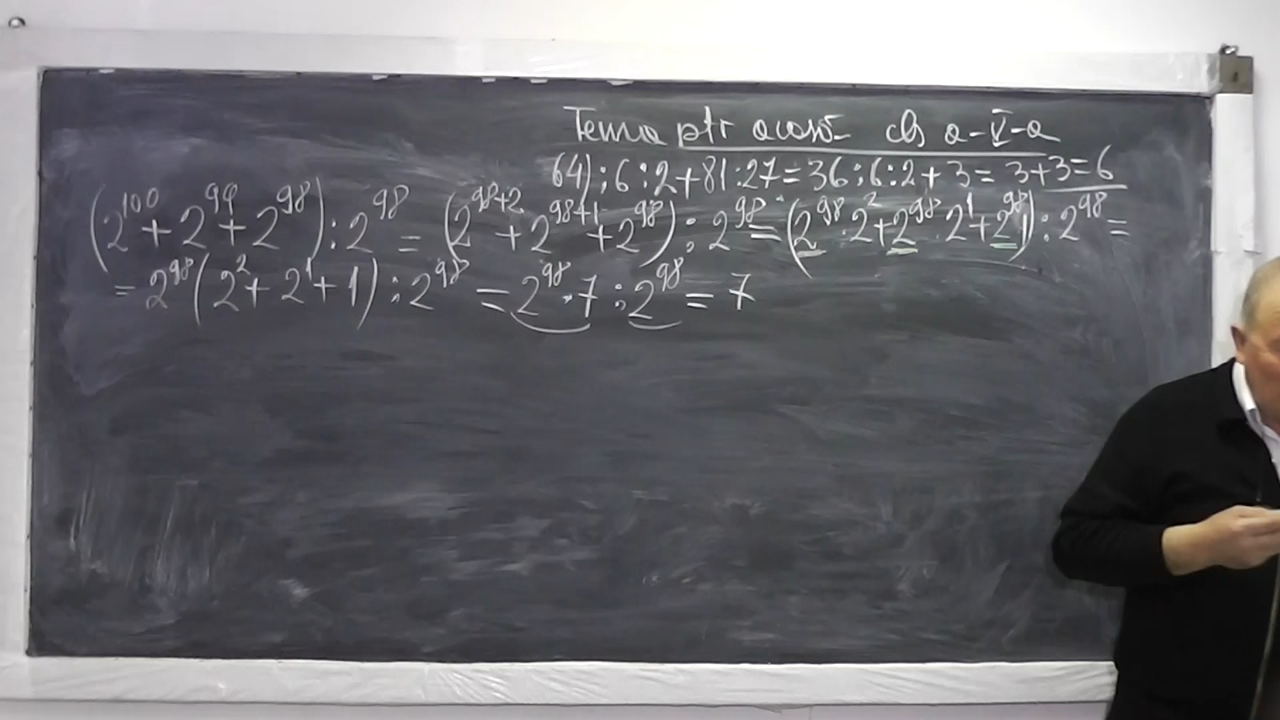 Tema ptr acasă cls a-V-a
64):6:2+81:27=36:6:2+3=3+3=6
(2¹⁰⁰+2⁹⁹+2⁹⁸):2⁹⁸=(2⁹⁸⁺²+2⁹⁸⁺¹+2⁹⁸):2⁹⁸=(2⁹⁸·2²+2⁹⁸·2¹+2⁹⁸·1):2⁹⁸=
=2⁹⁸(2²+2¹+1):2⁹⁸=2⁹⁸·7:2⁹⁸=7